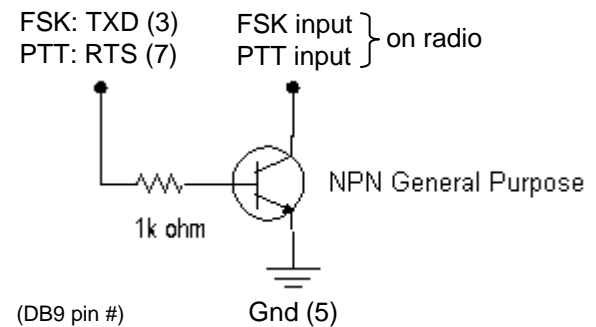 FSK: TXD (3)
PTT: RTS (7)
FSK input
PTT input
on radio
NPN General Purpose
1k ohm
(DB9 pin #)
Gnd (5)